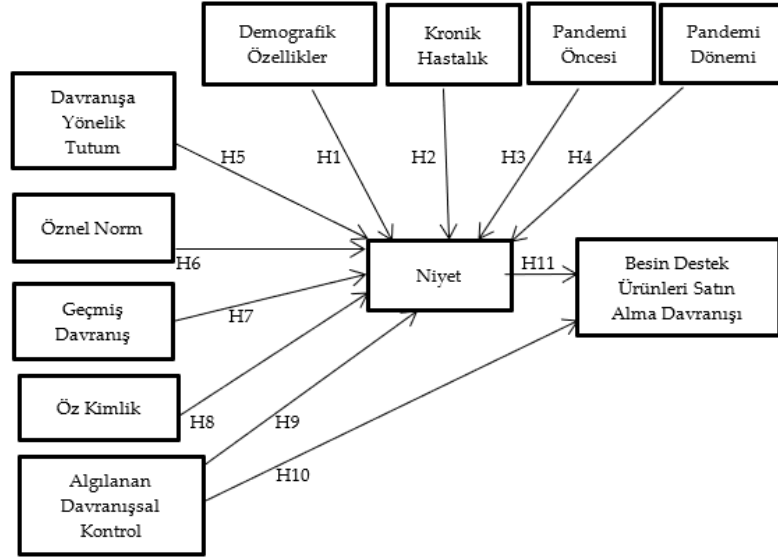 Demografik
Özellikler
Kronik
Hastalık
Pandemi
Öncesi
Pandemi
Dönemi
Davranışa
Yönelik
Tutum
H5
H1
H2
H3
H4
Öznel Norm
H6
Niyet
H11
Besin Destek
Ürünleri Satın
Alma Davranışı
Geçmiş
Davranış
H7
Öz Kimlik
H8
H9
Algılanan
Davranışsal
Kontrol
H10